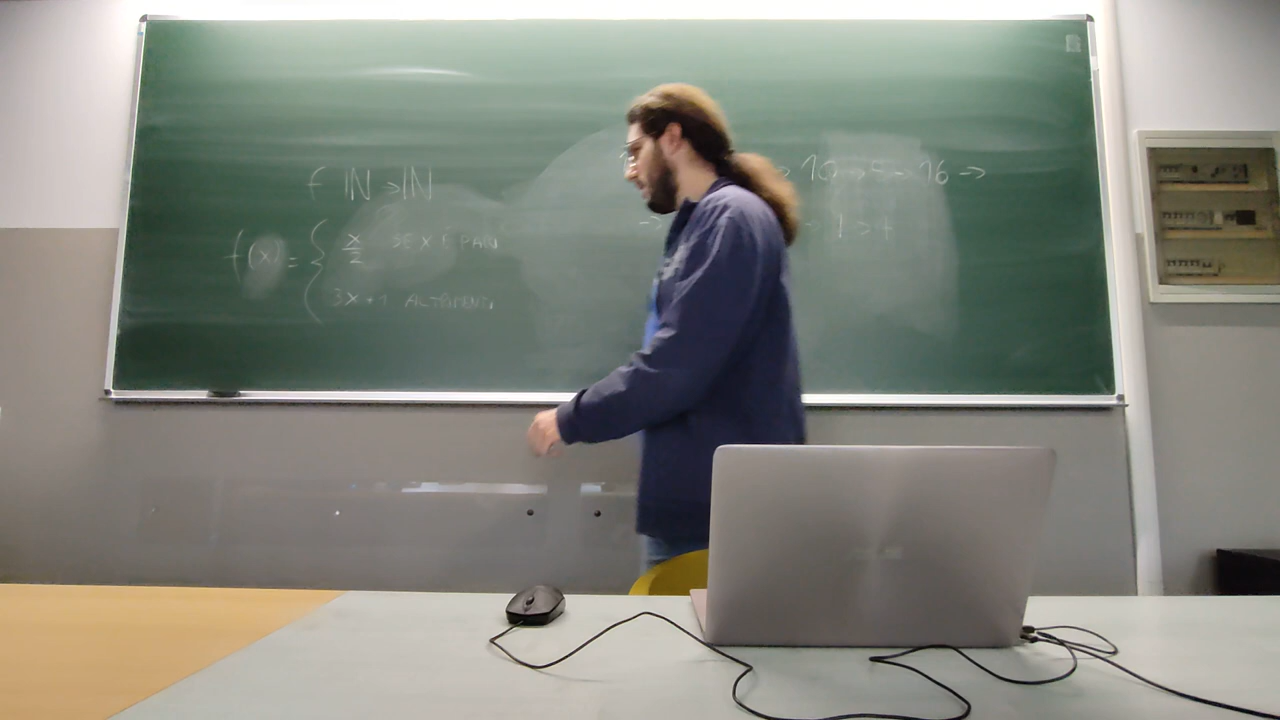 f IN → IN
→ 10 → 5 → 16 →
f(x) = { x/2 SE X È PARI
→ 1 → 4
3X + 1 ALTRIMENTI